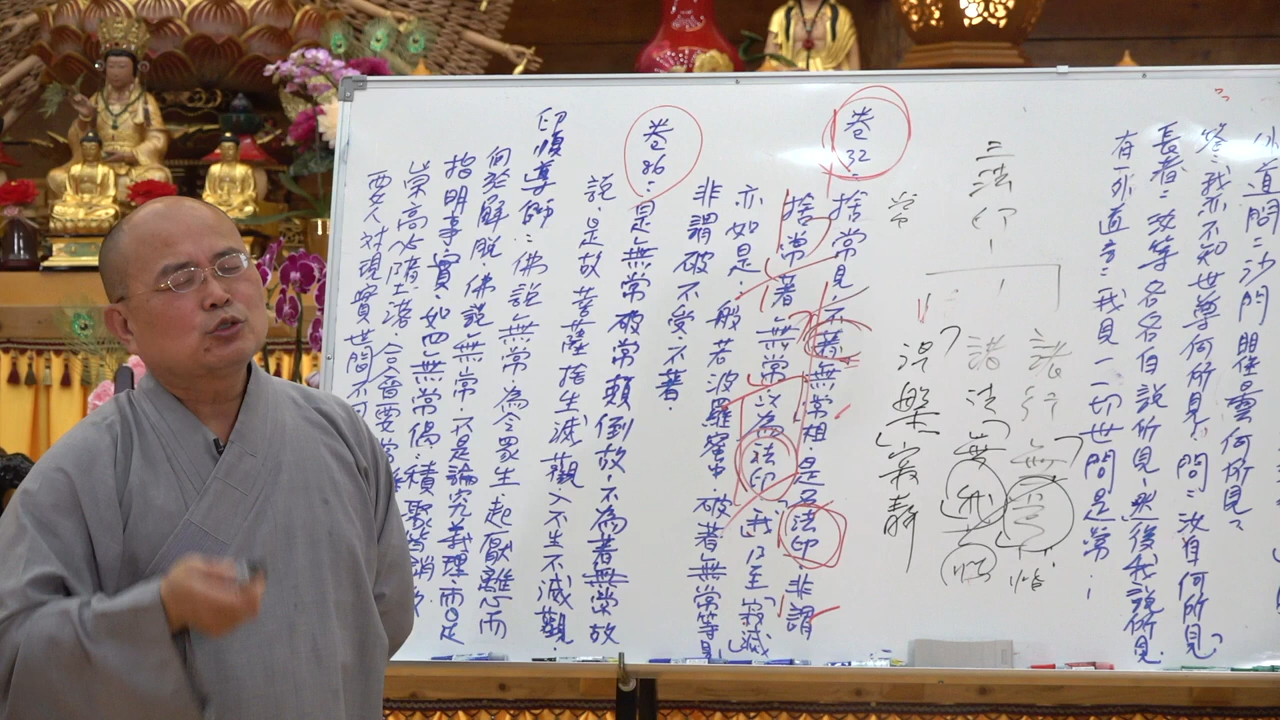 外道問：沙門瞿曇何所見？
答：我亦不知世尊何所見，問：汝自何所見，
長者：汝等各各自說所見，然後我說所見
有一外道言：我見一切世間是常…
三法印
諸行無常
諸法無我
涅槃寂靜
常
卷32：捨常見，不著無常相，是名法印，非謂
捨常著無常以為法印，我乃至寂滅
亦如是，般若波羅蜜中，破著無常等見，
非謂破不受，不著。
卷86：是無常破常顛倒故，不為著無常故
說，是故菩薩捨生滅觀，入不生不滅觀。
印順導師：佛說無常，為令眾生起厭離心而
向於解脫，佛說無常，不是論究義理，而是
指明事實，如四無常偈，積聚皆銷
崇高必墮落，合會要
要人對現實世間不